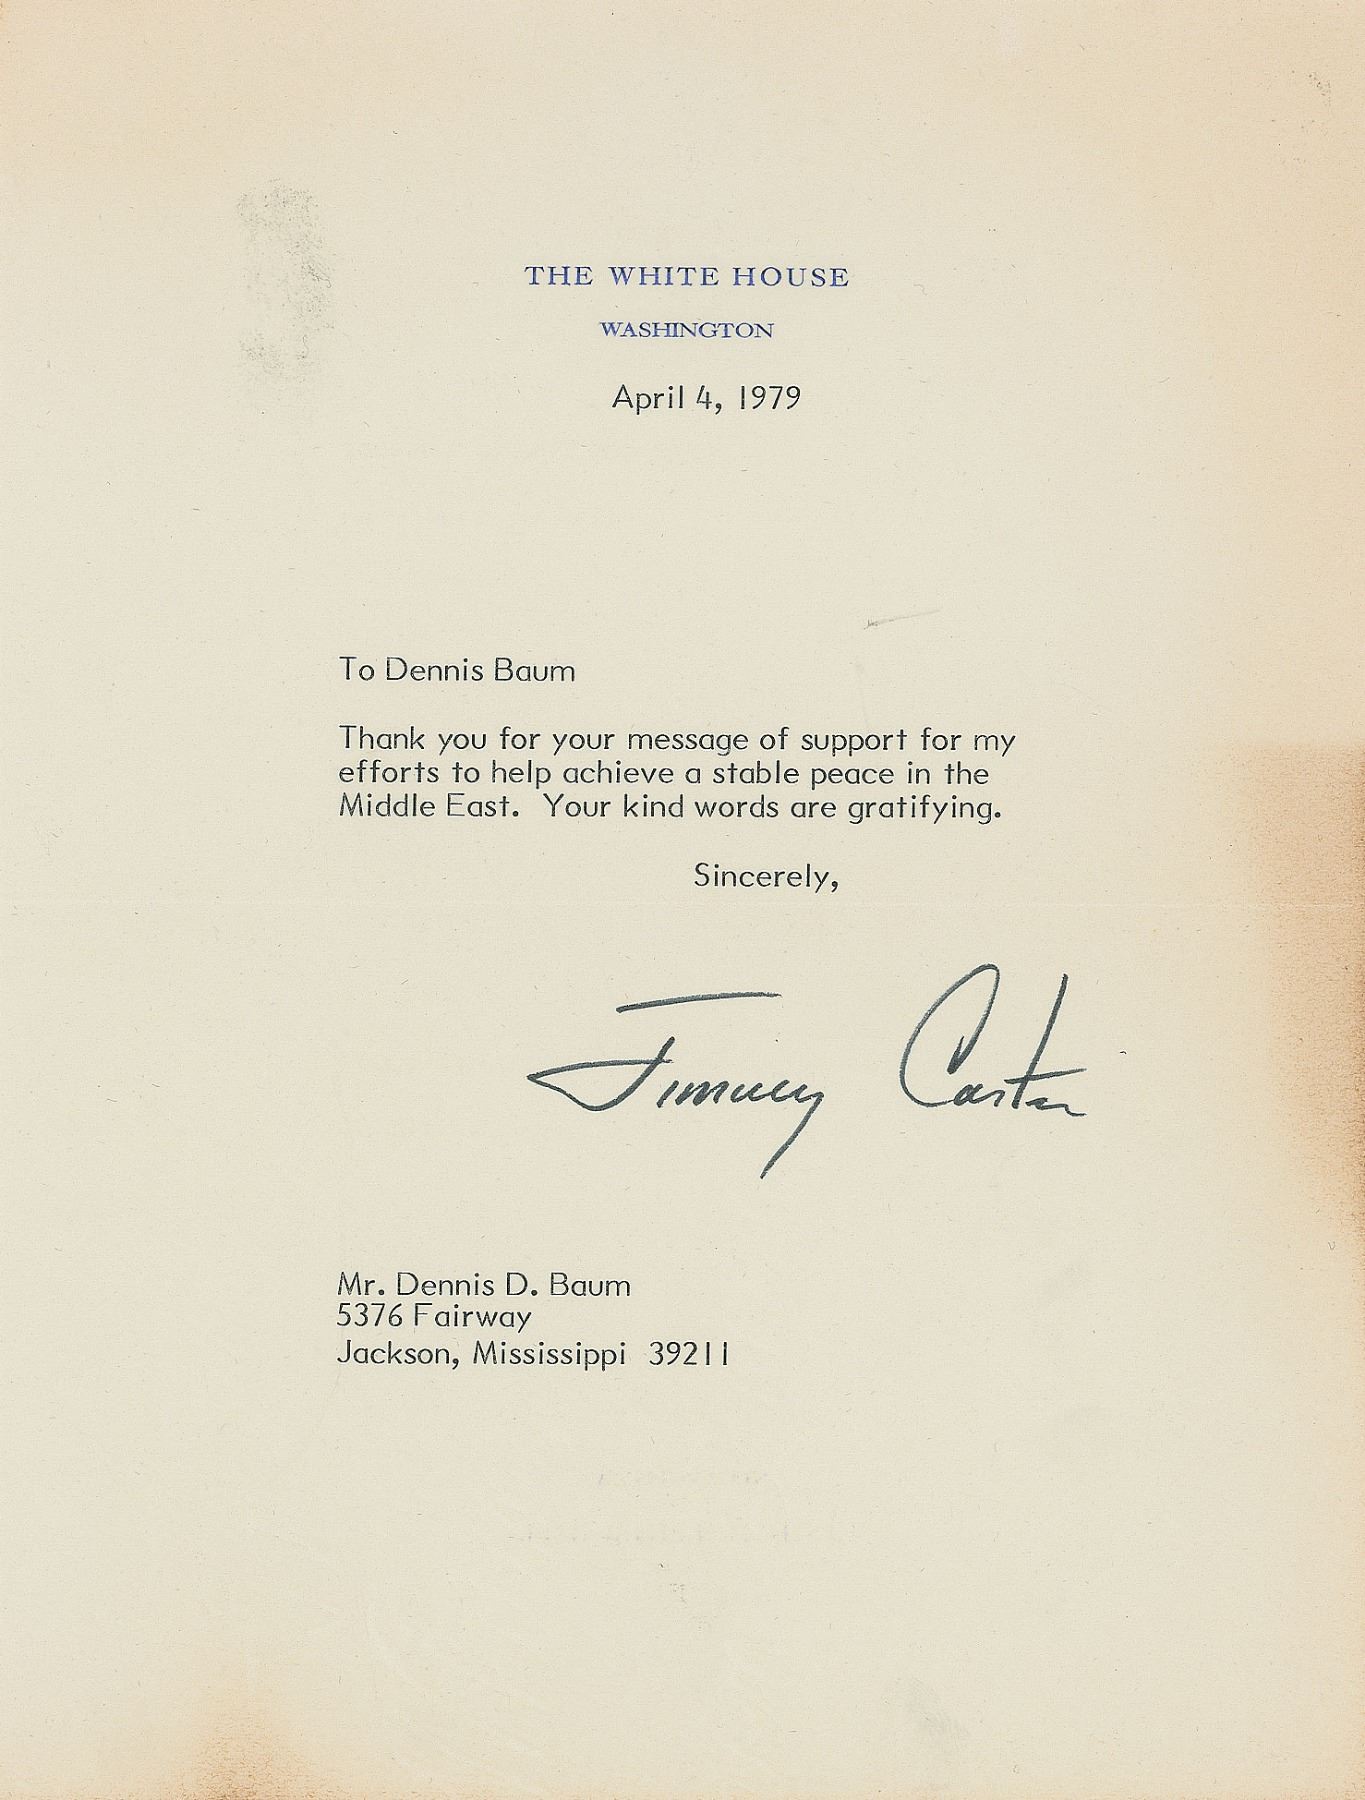 THE WHITE HOUSE
WASHINGTON
April 4, 1979
To Dennis Baum
Thank you for your message of support for my
efforts to help achieve a stable peace in the
Middle East.  Your kind words are gratifying.
Sincerely,
Jimmy Carter
Mr. Dennis D. Baum
5376 Fairway
Jackson, Mississippi  39211